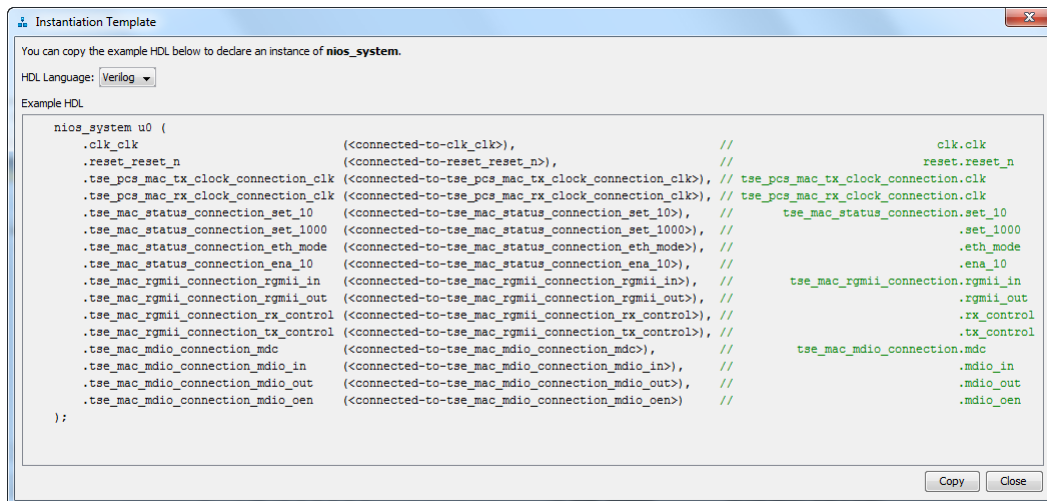 Instantiation Template
You can copy the example HDL below to declare an instance of nios_system.
HDL Language: Verilog
Example HDL
nios_system u0 (
.clk_clk (<connected-to-clk_clk>), // clk.clk
.reset_reset_n (<connected-to-reset_reset_n>), // reset.reset_n
.tse_pcs_mac_tx_clock_connection_clk (<connected-to-tse_pcs_mac_tx_clock_connection_clk>), // tse_pcs_mac_tx_clock_connection.clk
.tse_pcs_mac_rx_clock_connection_clk (<connected-to-tse_pcs_mac_rx_clock_connection_clk>), // tse_pcs_mac_rx_clock_connection.clk
.tse_mac_status_connection_set_10 (<connected-to-tse_mac_status_connection_set_10>), // tse_mac_status_connection.set_10
.tse_mac_status_connection_set_1000 (<connected-to-tse_mac_status_connection_set_1000>), // .set_1000
.tse_mac_status_connection_eth_mode (<connected-to-tse_mac_status_connection_eth_mode>), // .eth_mode
.tse_mac_status_connection_ena_10 (<connected-to-tse_mac_status_connection_ena_10>), // .ena_10
.tse_mac_rgmii_connection_rgmii_in (<connected-to-tse_mac_rgmii_connection_rgmii_in>), // tse_mac_rgmii_connection.rgmii_in
.tse_mac_rgmii_connection_rgmii_out (<connected-to-tse_mac_rgmii_connection_rgmii_out>), // .rgmii_out
.tse_mac_rgmii_connection_rx_control (<connected-to-tse_mac_rgmii_connection_rx_control>), // .rx_control
.tse_mac_rgmii_connection_tx_control (<connected-to-tse_mac_rgmii_connection_tx_control>), // .tx_control
.tse_mac_mdio_connection_mdc (<connected-to-tse_mac_mdio_connection_mdc>), // tse_mac_mdio_connection.mdc
.tse_mac_mdio_connection_mdio_in (<connected-to-tse_mac_mdio_connection_mdio_in>), // .mdio_in
.tse_mac_mdio_connection_mdio_out (<connected-to-tse_mac_mdio_connection_mdio_out>), // .mdio_out
.tse_mac_mdio_connection_mdio_oen (<connected-to-tse_mac_mdio_connection_mdio_oen>) // .mdio_oen
);
Copy Close